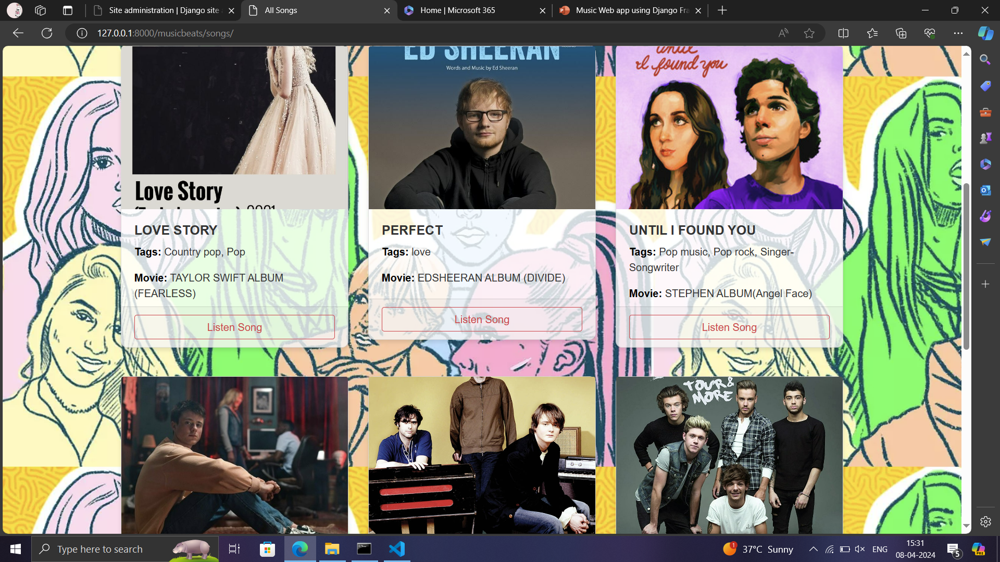 Site administration | Django site
All Songs
Home | Microsoft 365
Music Web app using Django Fra
127.0.0.1:8000/musicbeats/songs/
ED SHEERAN
Words and Music by Ed Sheeran
until
I found you
Love Story
2021
LOVE STORY
Tags: Country pop, Pop
Movie: TAYLOR SWIFT ALBUM
(FEARLESS)
Listen Song
PERFECT
Tags: love
Movie: EDSHEERAN ALBUM (DIVIDE)
Listen Song
UNTIL I FOUND YOU
Tags: Pop music, Pop rock, Singer-
Songwriter
Movie: STEPHEN ALBUM(Angel Face)
Listen Song
TOUR&
MORE
Type here to search
1
37°C Sunny
ENG
15:31
08-04-2024
5
PRE